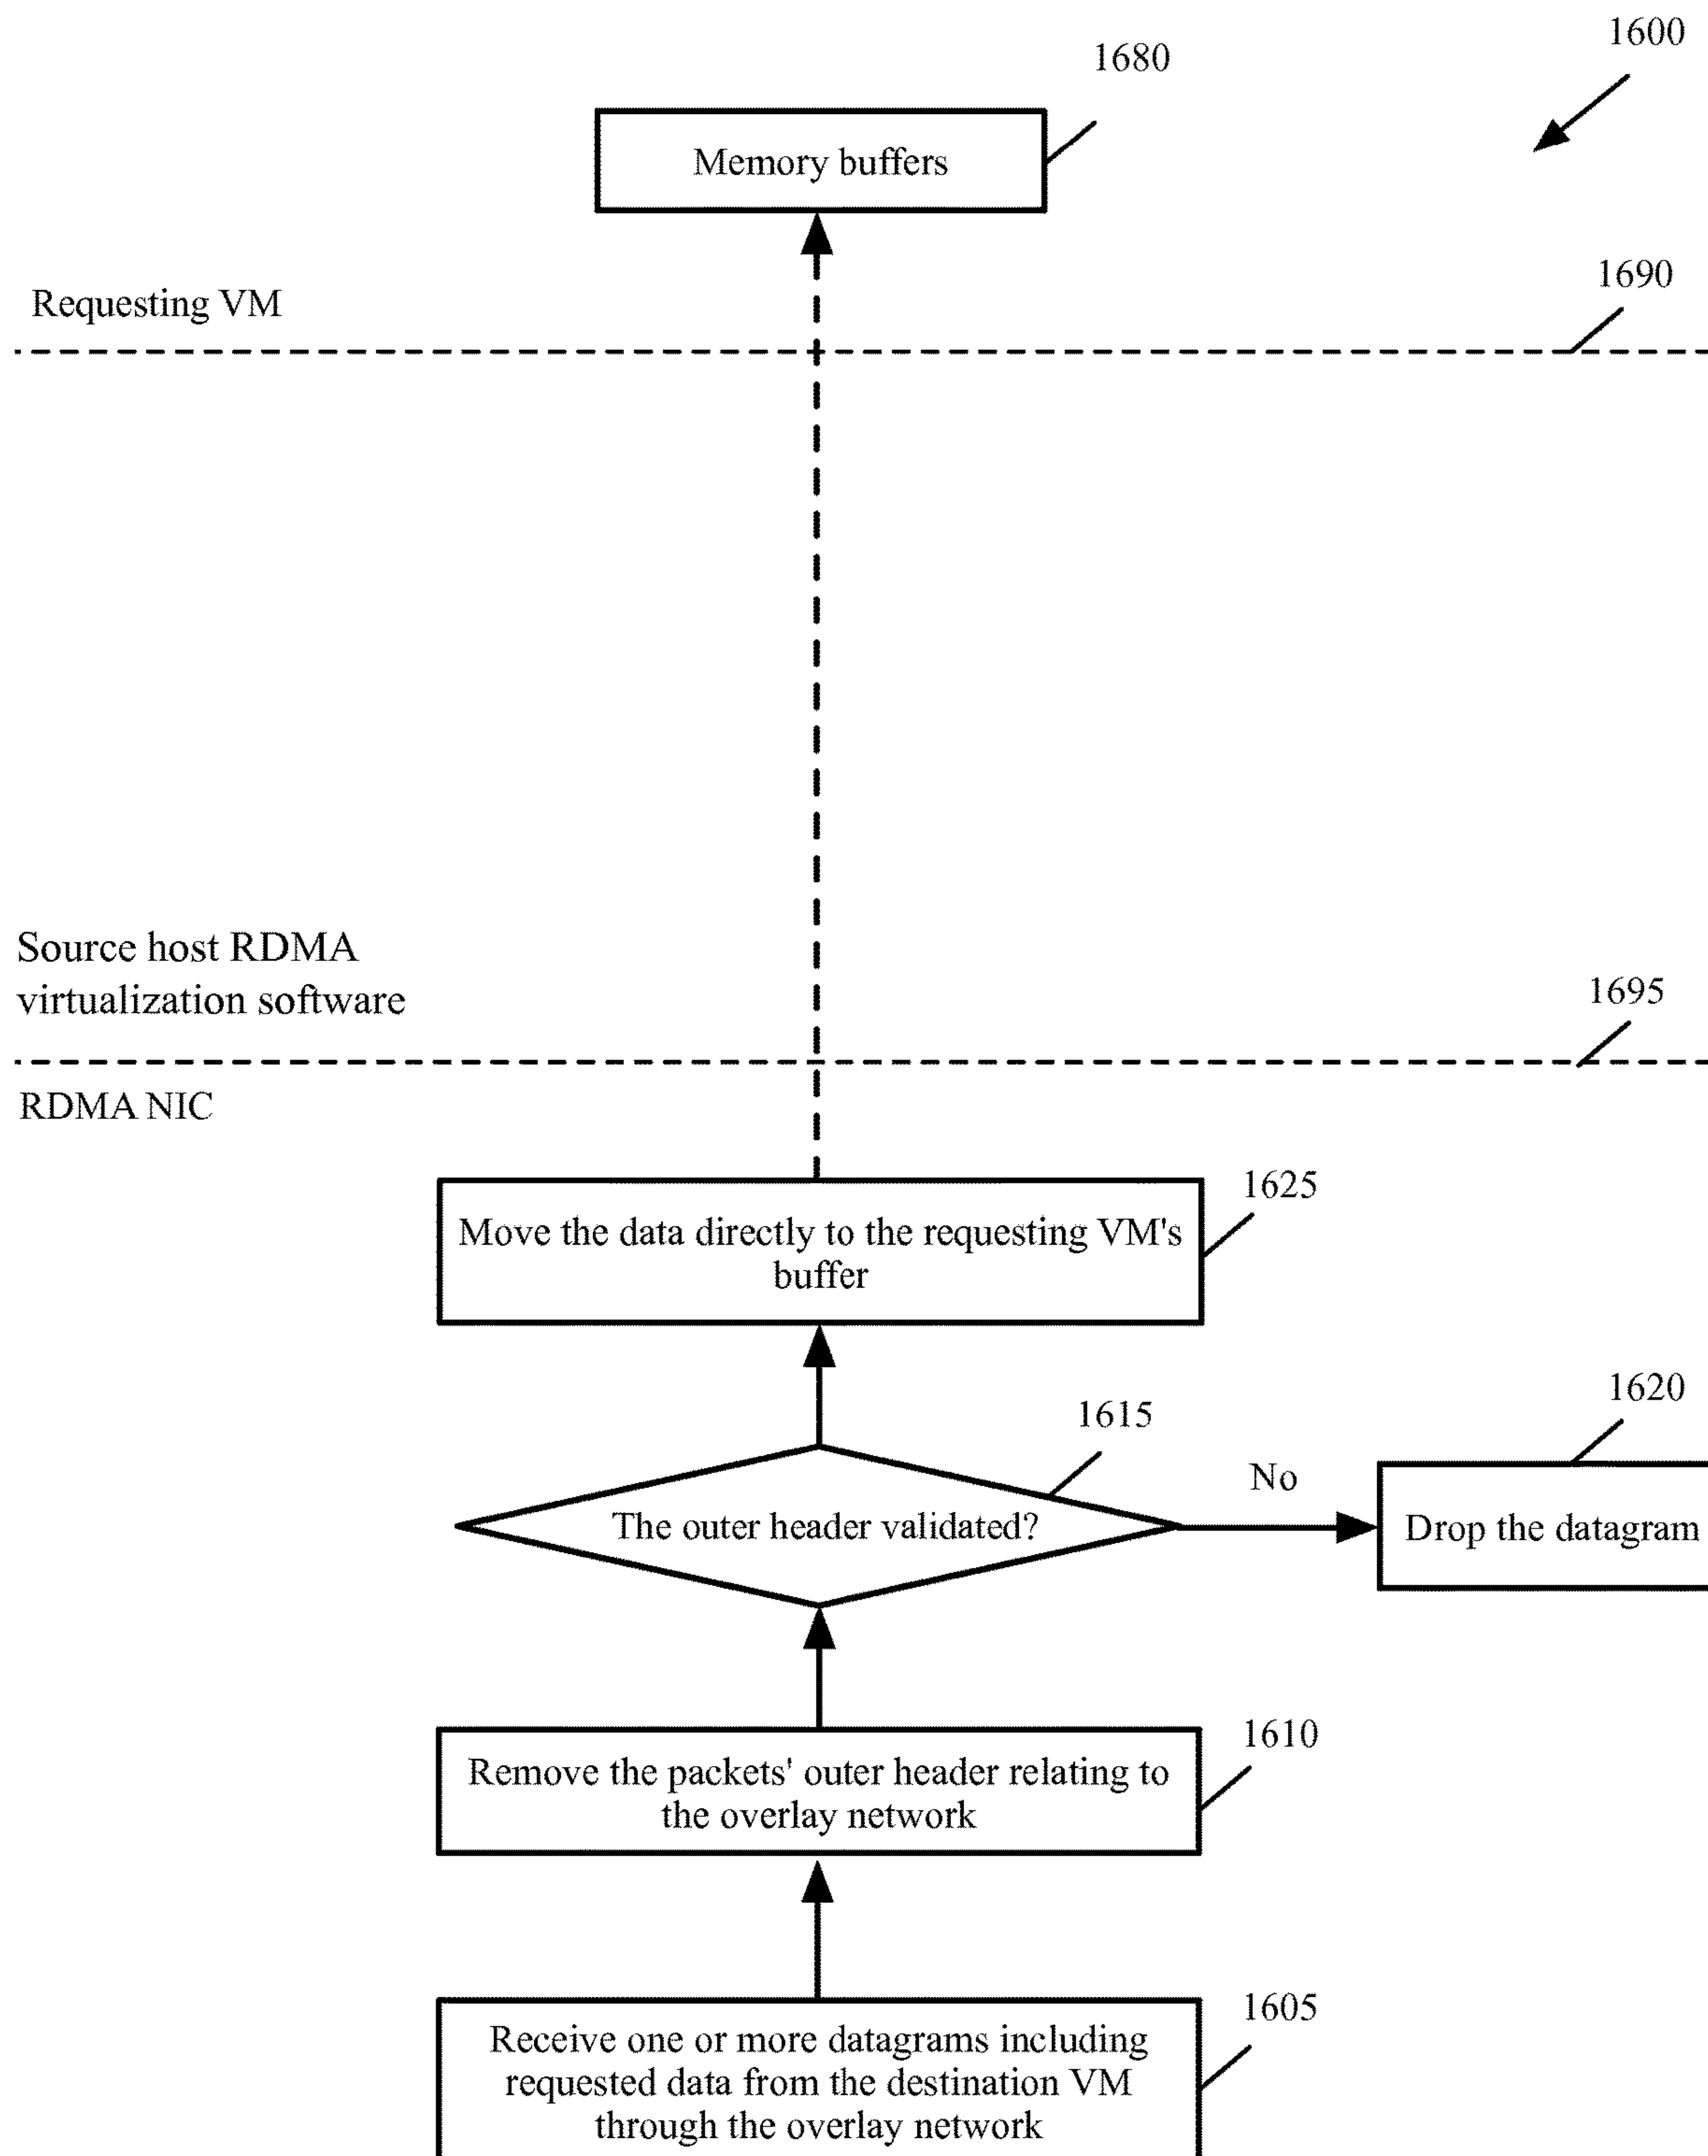 1600
1680
Memory buffers
1690
Requesting VM
Source host RDMA
virtualization software
1695
RDMA NIC
1625
Move the data directly to the requesting VM's
buffer
1620
1615
No
The outer header validated?
Drop the datagram
1610
Remove the packets' outer header relating to
the overlay network
1605
Receive one or more datagrams including
requested data from the destination VM
through the overlay network